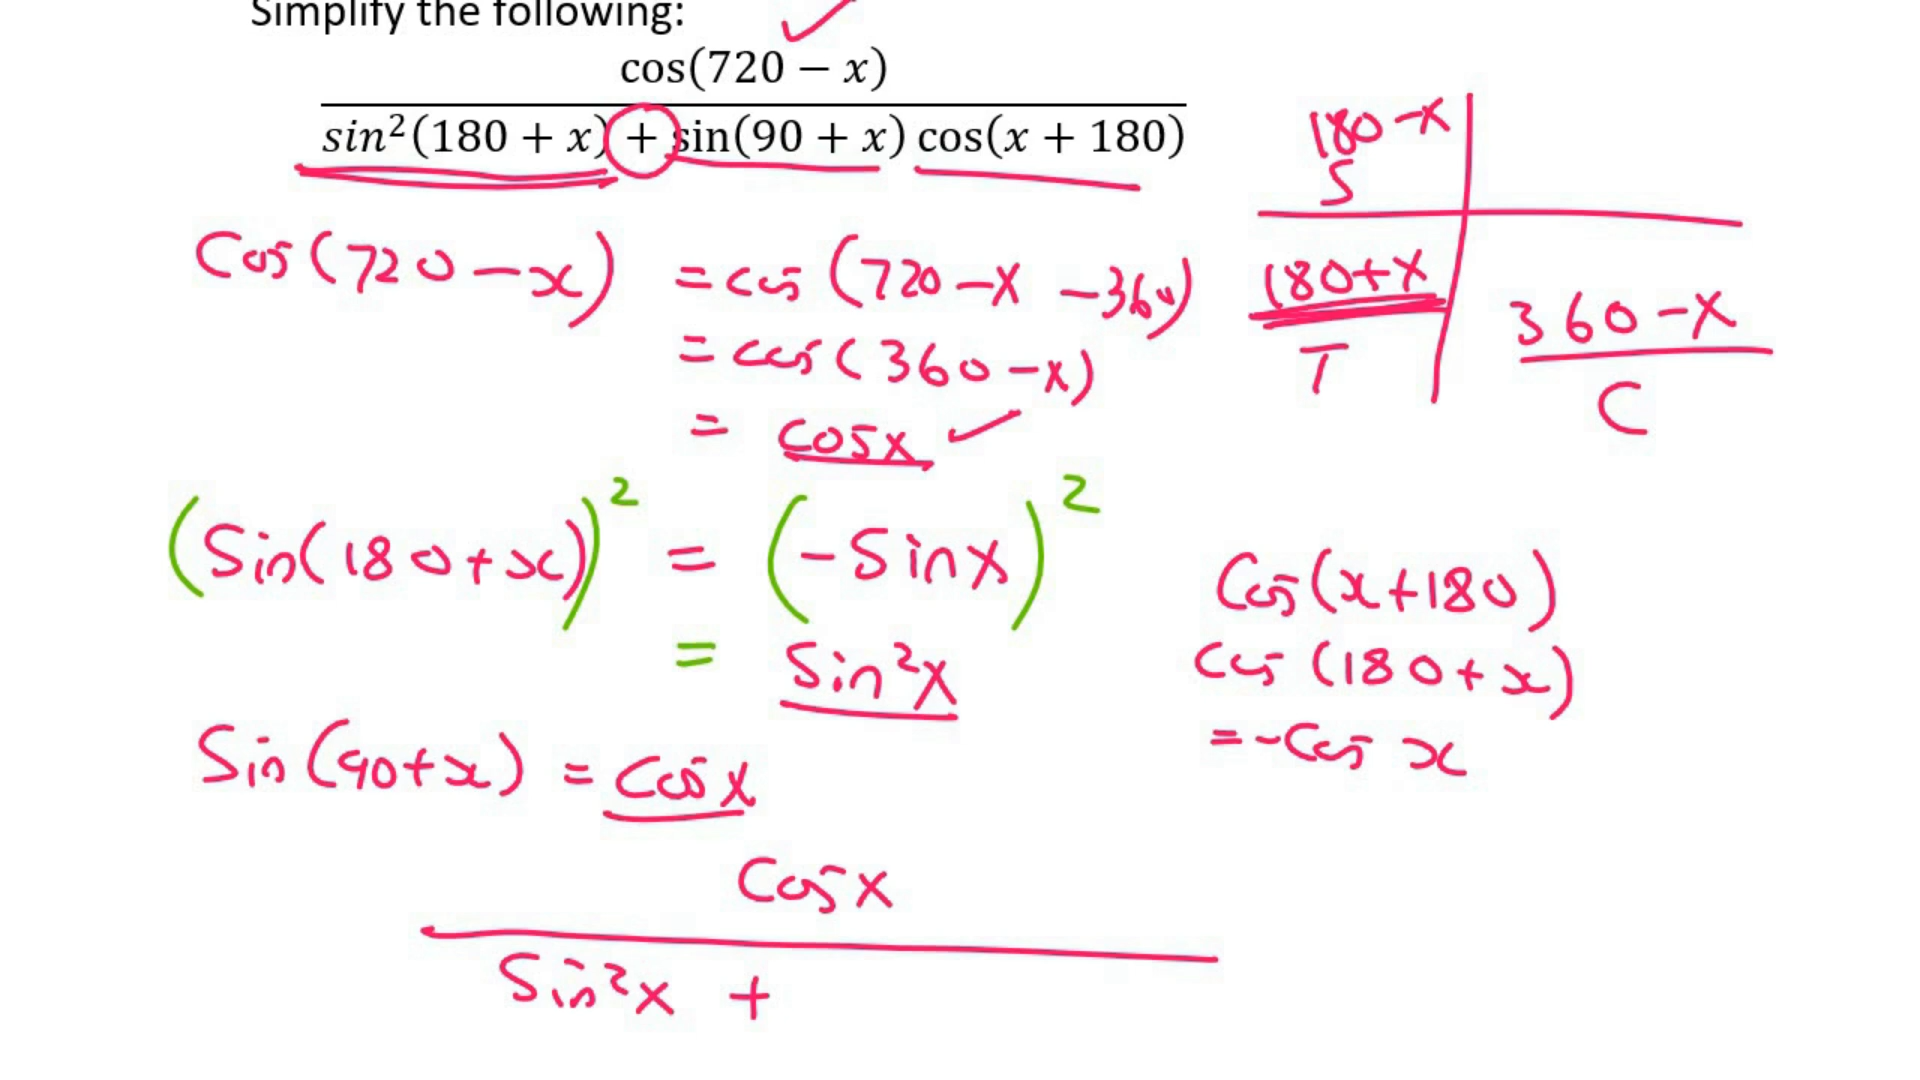 Simplify the following:
cos(720 − x)
sin²(180 + x) + sin(90 + x) cos(x + 180)
180-x
S
180+x
T
360-x
C
Cos(720-x) = cos(720-x-360)
= cos(360-x)
= cosx ✓
(Sin(180+x))² = (-Sinx)²
= Sin²x
Cos(x+180)
cos(180+x)
= -Cos x
Sin(90+x) = Cosx
Cosx
Sin²x +